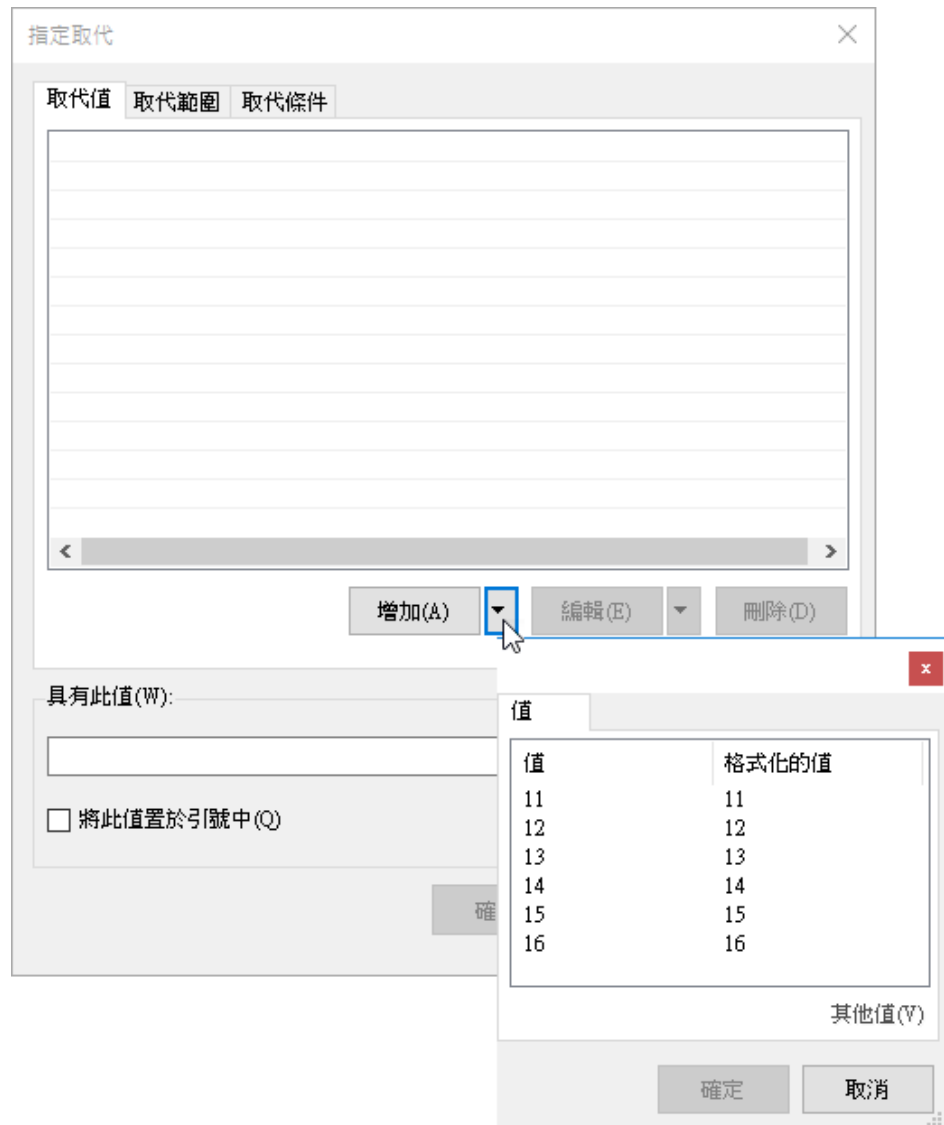 指定取代
取代值 取代範圍 取代條件
增加(A) 編輯(E) 刪除(D)
具有此值(W):
將此值置於引號中(Q)
確
值
值 格式化的值
11 11
12 12
13 13
14 14
15 15
16 16
其他值(V)
確定 取消